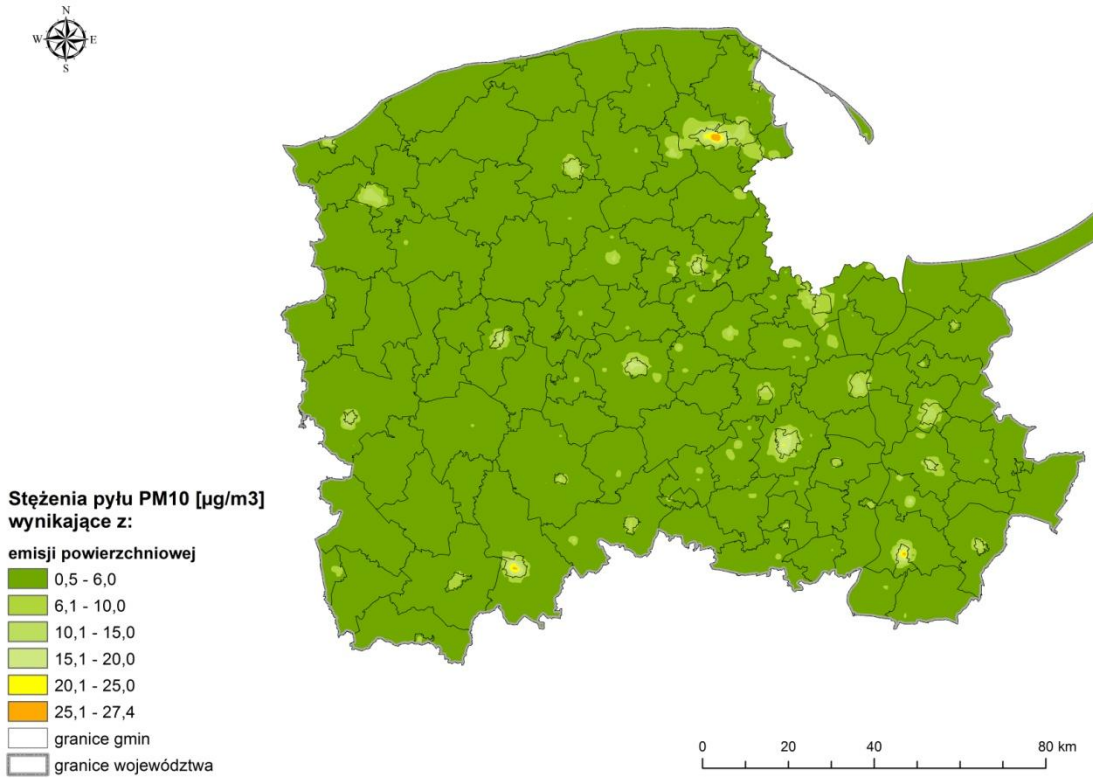 N
W E
S
Stężenia pyłu PM10 [µg/m3]
wynikające z:
emisji powierzchniowej
0,5 - 6,0
6,1 - 10,0
10,1 - 15,0
15,1 - 20,0
20,1 - 25,0
25,1 - 27,4
granice gmin
granice województwa
0 20 40 80 km